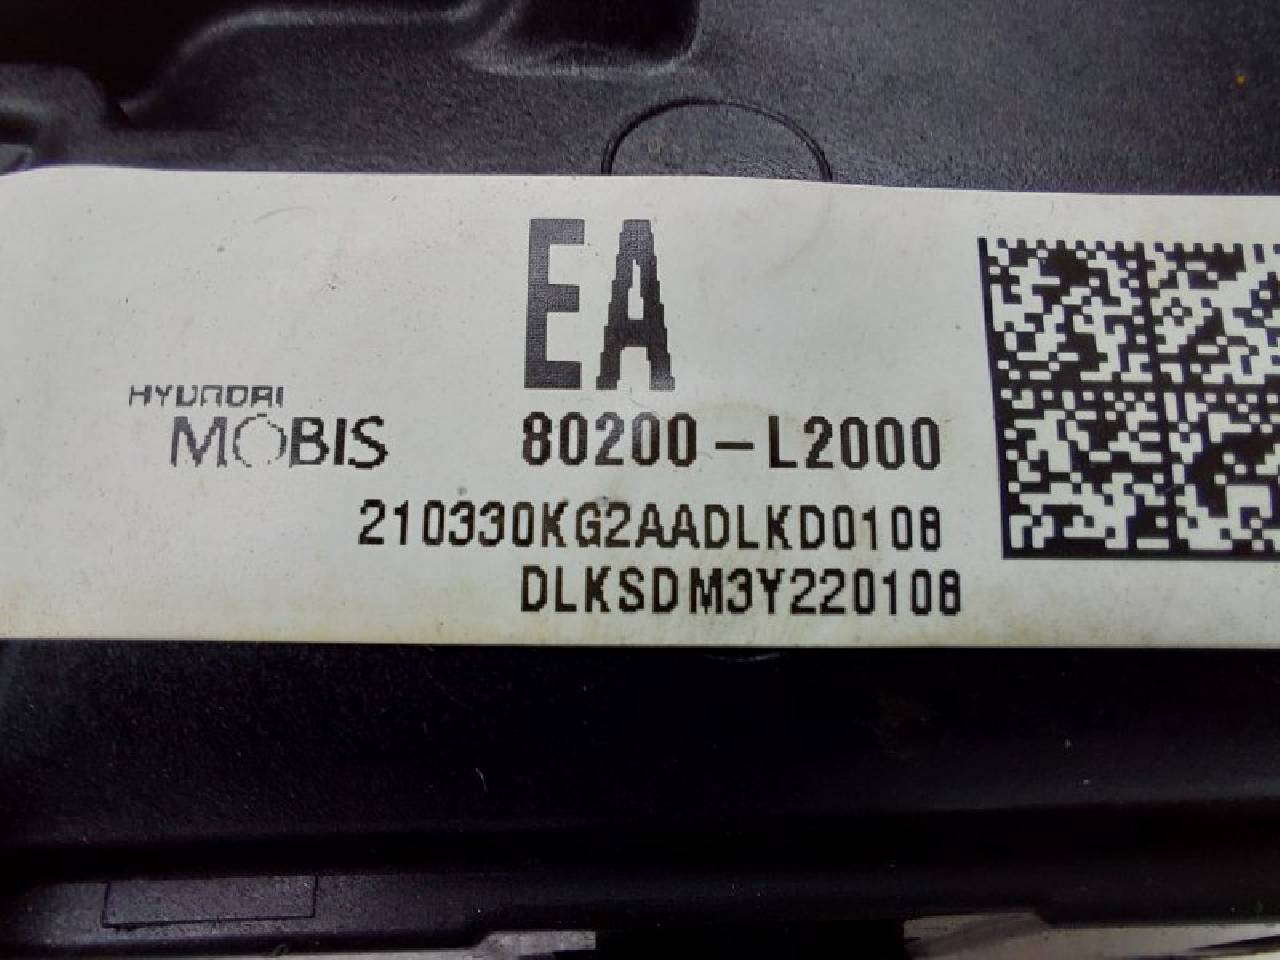 EA
HYUNDAI
MOBIS
80200-L2000
210330KG2AADLKD0108
DLKSDM3Y220108